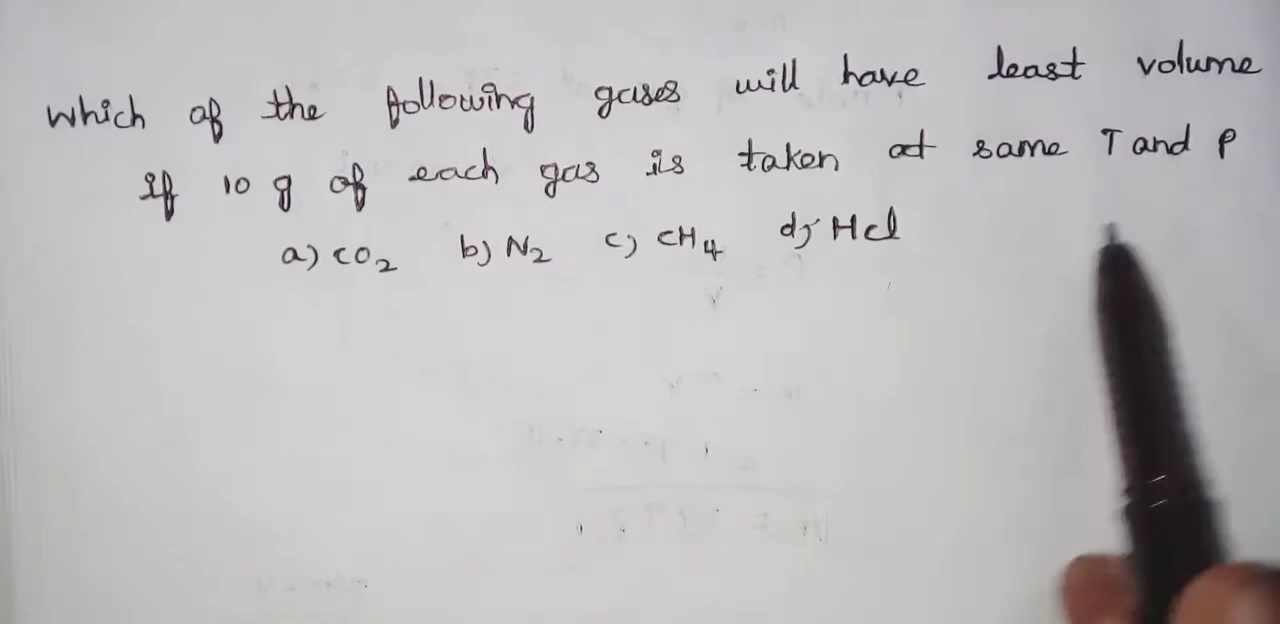 Which of the following gases will have least volume
if 10 g of each gas is taken at same T and P
a) CO2 b) N2 c) CH4 d) HCl